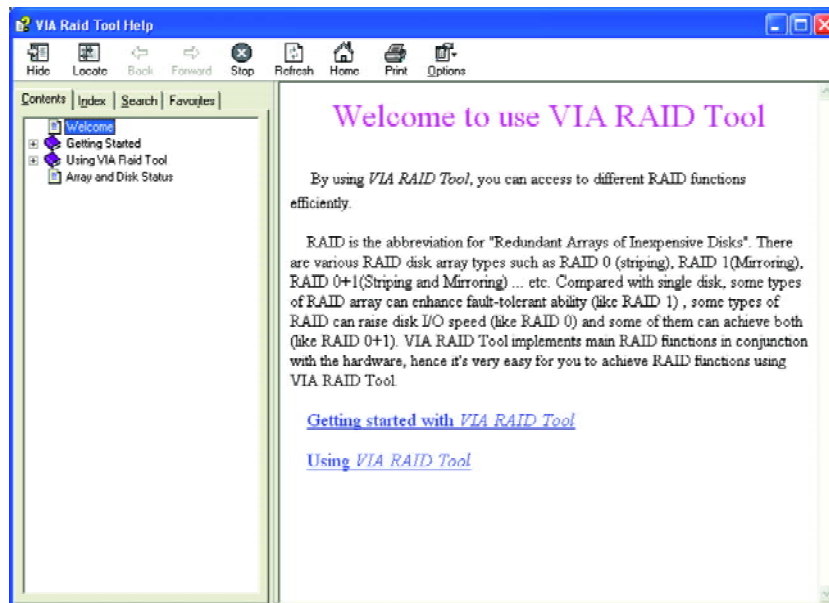 VIA Raid Tool Help
Hide Locate Back Forward Stop Refresh Home Print Options
Contents Index Search Favorites
Welcome
Getting Started
Using VIA Raid Tool
Array and Disk Status
Welcome to use VIA RAID Tool
By using VIA RAID Tool, you can access to different RAID functions
efficiently.
RAID is the abbreviation for "Redundant Arrays of Inexpensive Disks". There
are various RAID disk array types such as RAID 0 (striping), RAID 1(Mirroring),
RAID 0+1(Striping and Mirroring) ... etc. Compared with single disk, some types
of RAID array can enhance fault-tolerant ability (like RAID 1) , some types of
RAID can raise disk I/O speed (like RAID 0) and some of them can achieve both
(like RAID 0+1). VIA RAID Tool implements main RAID functions in conjunction
with the hardware, hence it's very easy for you to achieve RAID functions using
VIA RAID Tool
Getting started with VIA RAID Tool
Using VIA RAID Tool